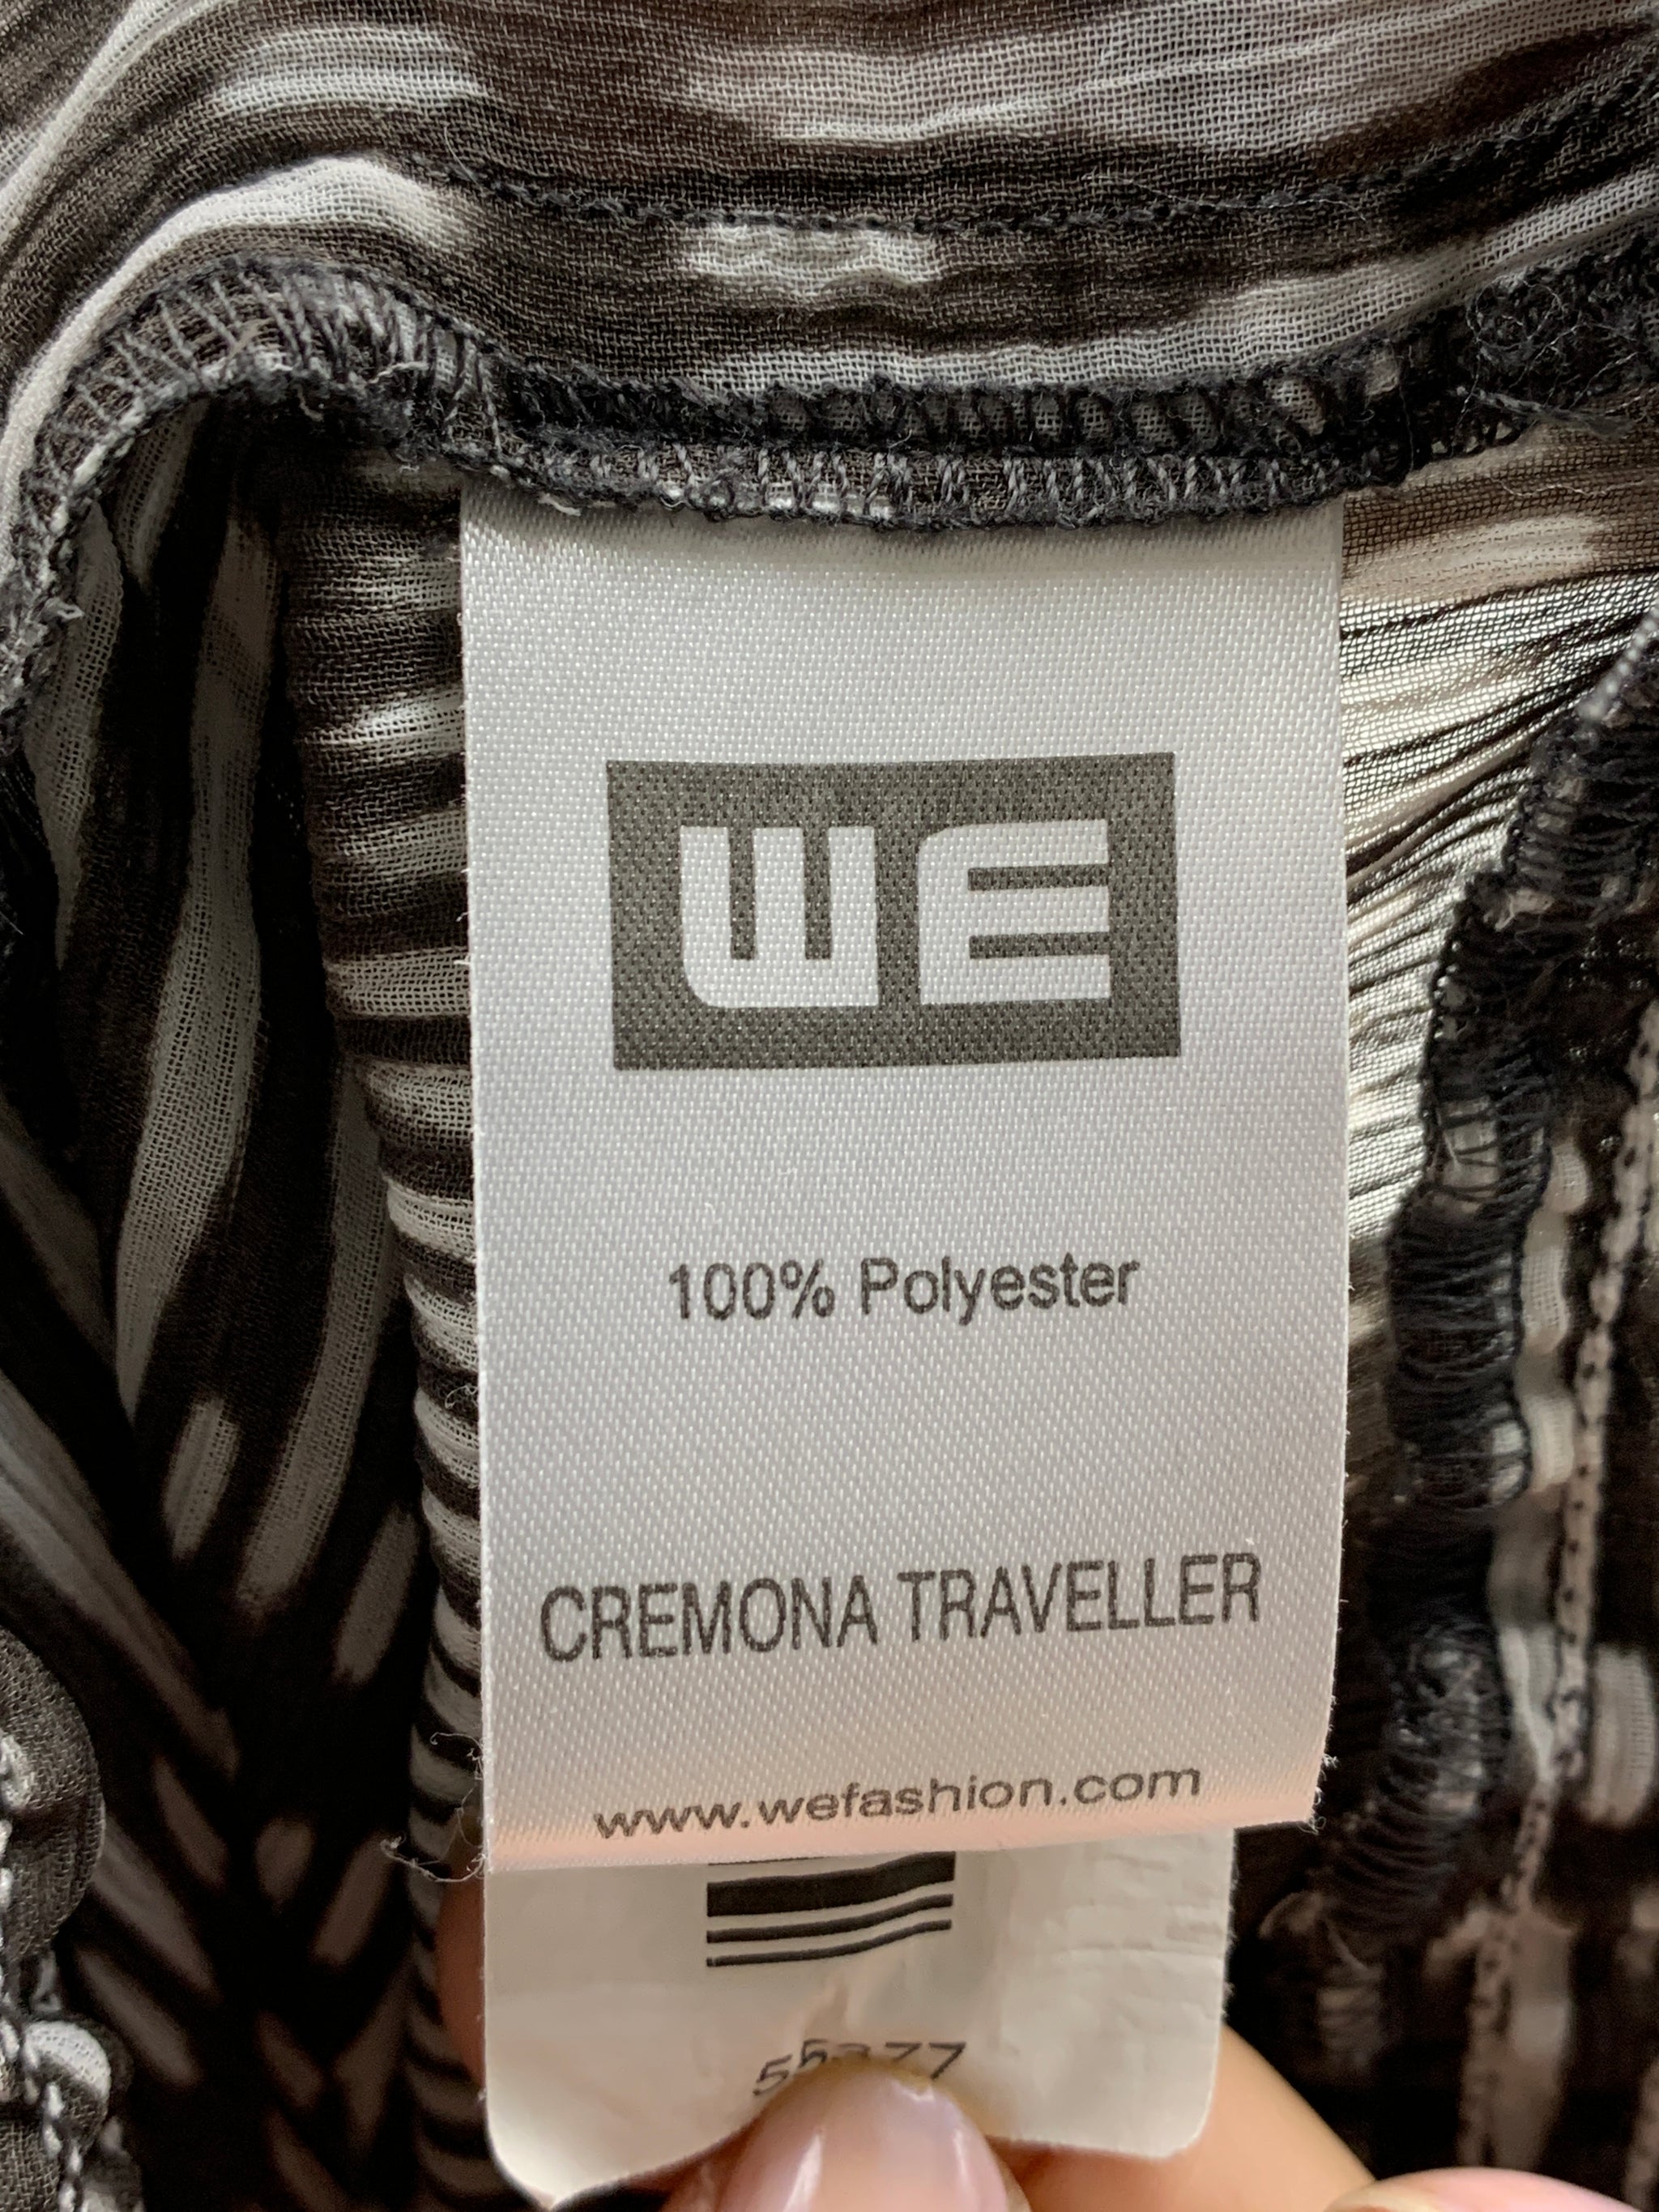 WE
100% Polyester
CREMONA TRAVELLER
www.wefashion.com